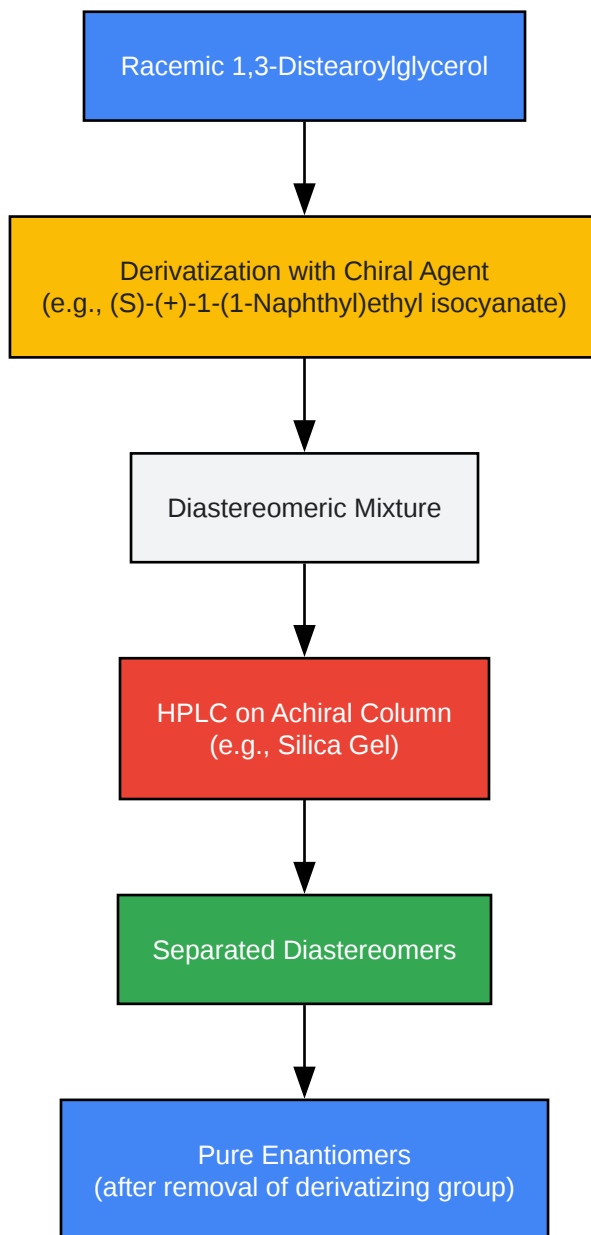 Racemic 1,3-Distearoylglycerol
Derivatization with Chiral Agent
(e.g., (S)-(+)-1-(1-Naphthyl)ethyl isocyanate)
Diastereomeric Mixture
HPLC on Achiral Column
(e.g., Silica Gel)
Separated Diastereomers
Pure Enantiomers
(after removal of derivatizing group)